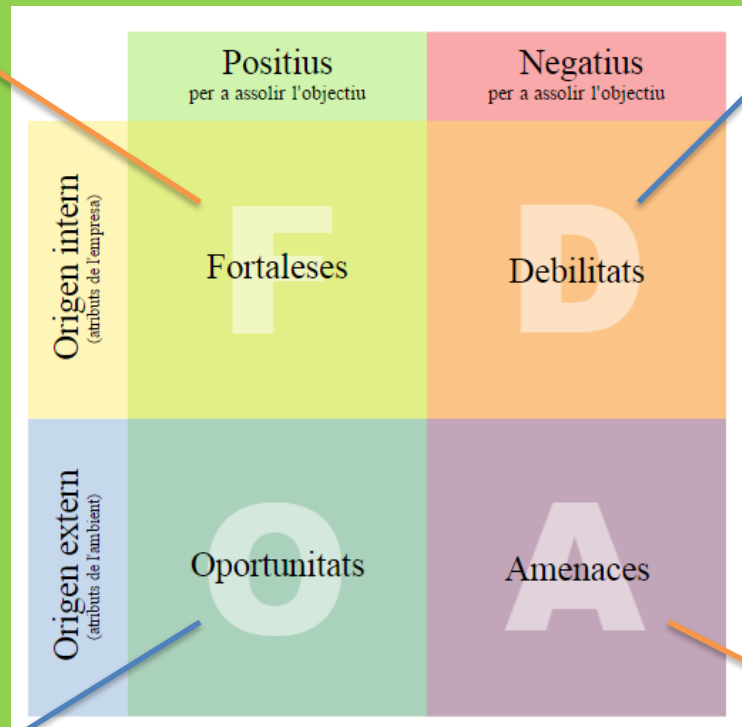 Positius
per a assolir l'objectiu
Negatius
per a assolir l'objectiu
Origen intern
(atributs de l'empresa)
F
Fortaleses
D
Debilitats
Origen extern
(atributs de l'ambient)
O
Oportunitats
A
Amenaces